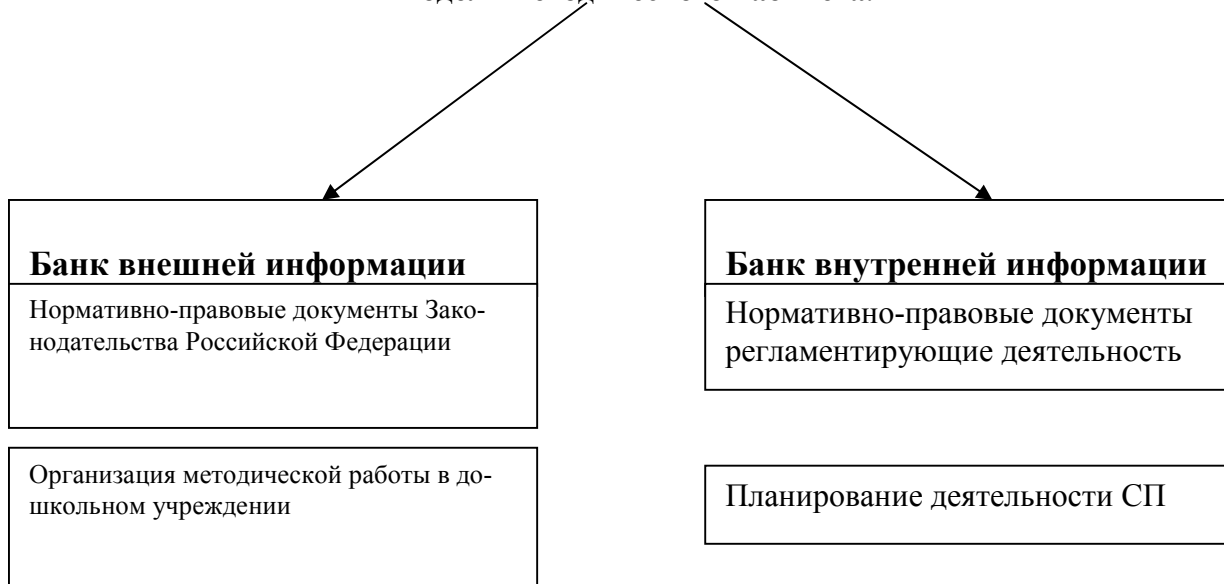 Банк внешней информации
Нормативно-правовые документы Зако-
нодательства Российской Федерации
Организация методической работы в до-
школьном учреждении
Банк внутренней информации
Нормативно-правовые документы
регламентирующие деятельность
Планирование деятельности СП